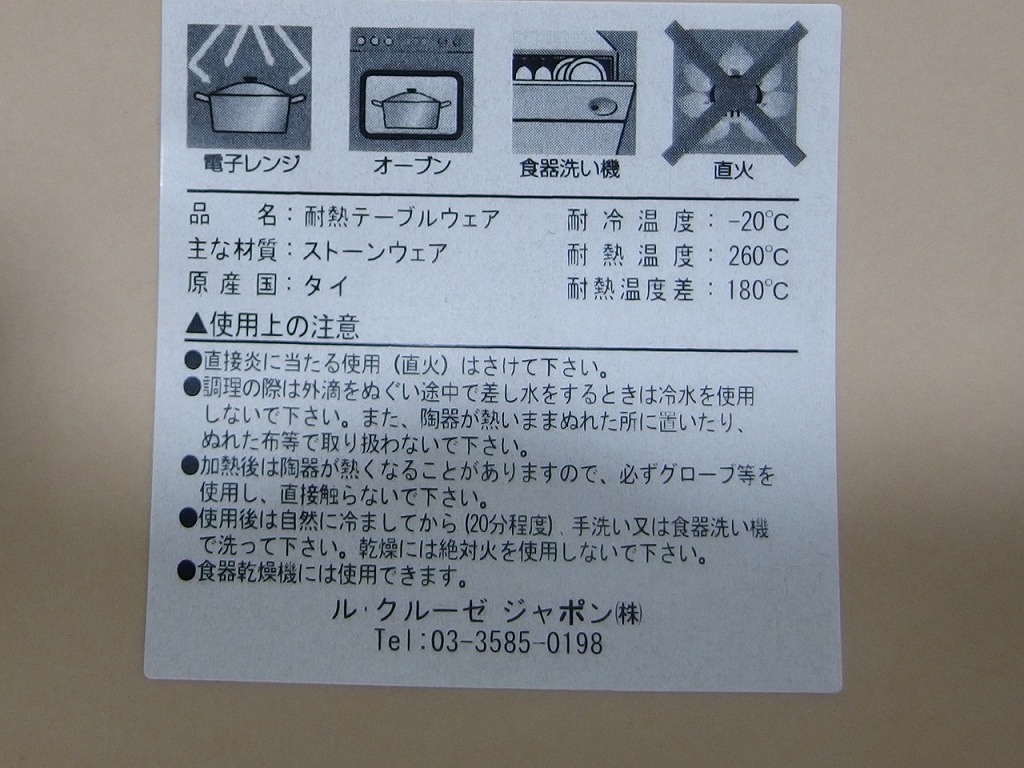 電子レンジ オーブン 食器洗い機 直火
品　名：耐熱テーブルウェア 耐冷温度：-20℃
主な材質：ストーンウェア 耐熱温度：260℃
原産国：タイ 耐熱温度差：180℃
▲使用上の注意
●直接炎に当たる使用（直火）はさけて下さい。
●調理の際は外滴をぬぐい途中で差し水をするときは冷水を使用
しないで下さい。また、陶器が熱いままぬれた所に置いたり、
ぬれた布等で取り扱わないで下さい。
●加熱後は陶器が熱くなることがありますので、必ずグローブ等を
使用し、直接触らないで下さい。
●使用後は自然に冷ましてから(20分程度)、手洗い又は食器洗い機
で洗って下さい。乾燥には絶対火を使用しないで下さい。
●食器乾燥機には使用できます。
ル・クルーゼ ジャポン㈱
Tel:03-3585-0198